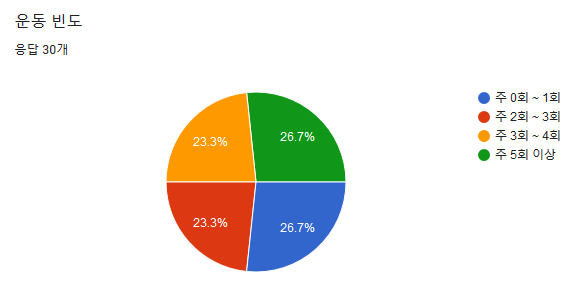 운동 빈도
응답 30개
주 0회 ~ 1회
주 2회 ~ 3회
주 3회 ~ 4회
주 5회 이상
23.3%
26.7%
23.3%
26.7%